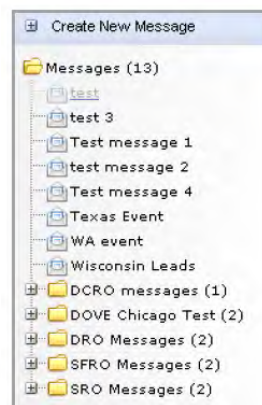 Create New Message
Messages (13)
test
test 3
Test message 1
test message 2
Test message 4
Texas Event
WA event
Wisconsin Leads
DCRO messages (1)
DOVE Chicago Test (2)
DRO Messages (2)
SFRO Messages (2)
SRO Messages (2)